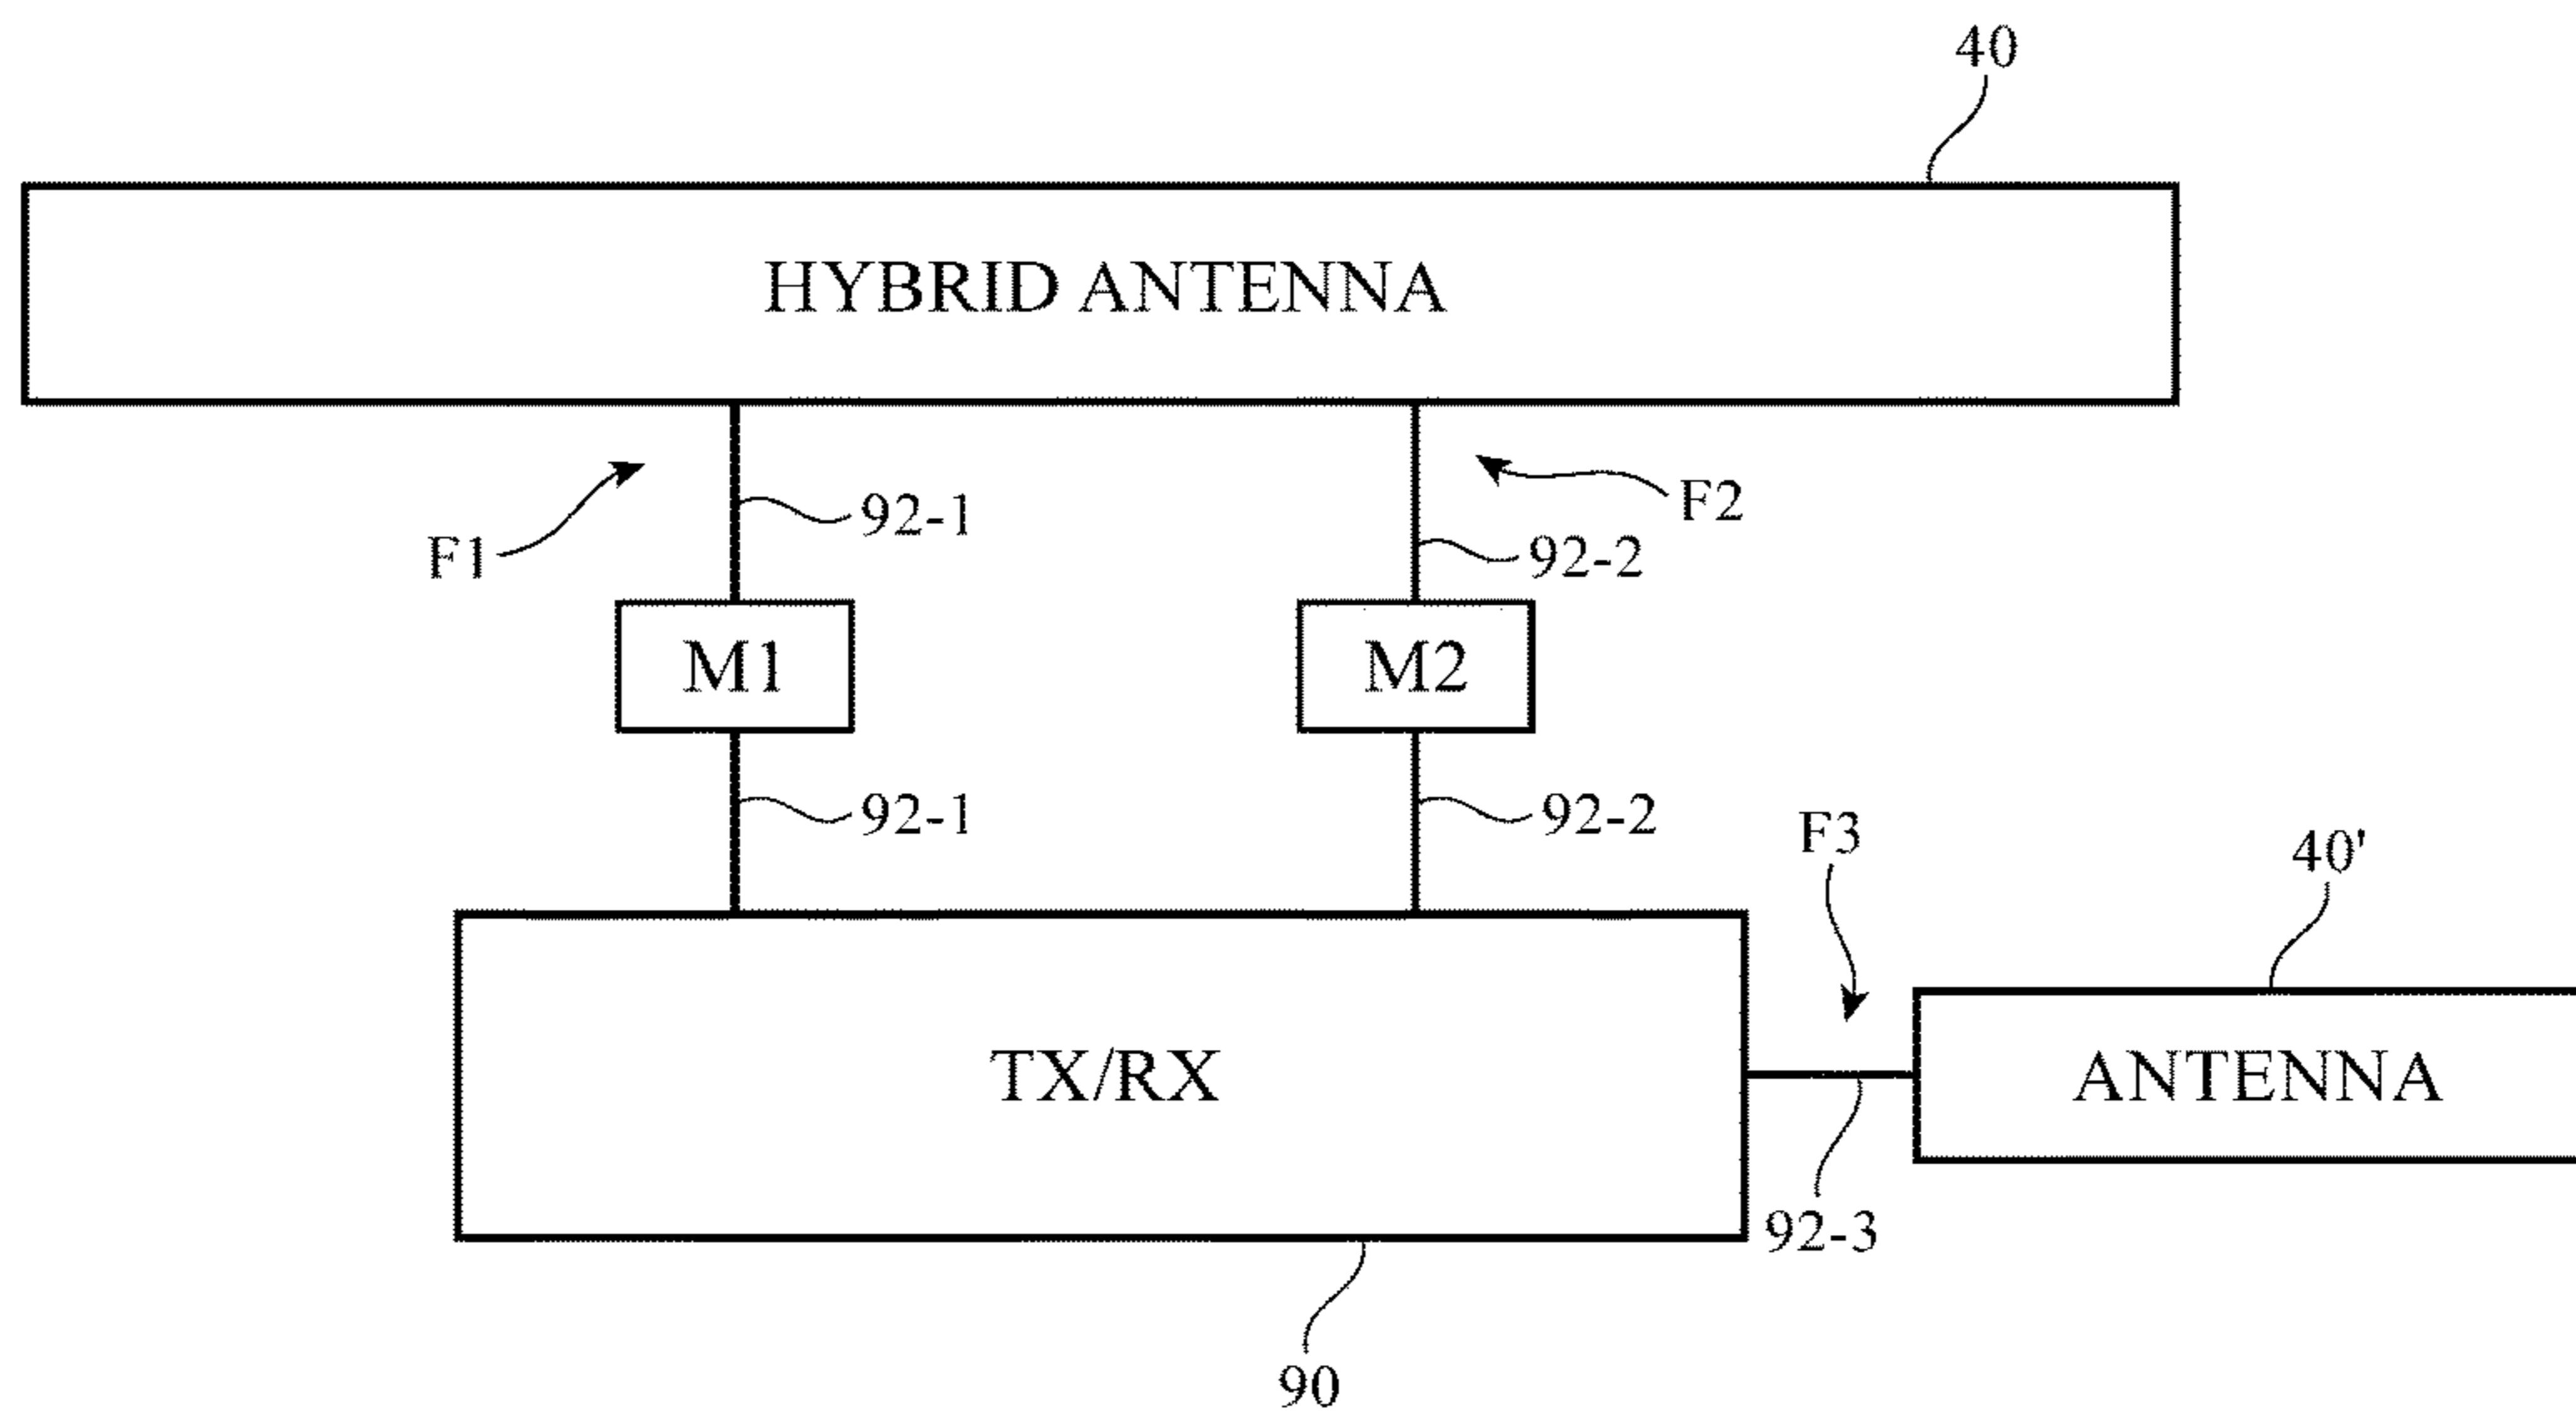 40
HYBRID ANTENNA
F1
92-1
F2
92-2
M1
M2
92-1
92-2
F3
40'
TX/RX
ANTENNA
92-3
90